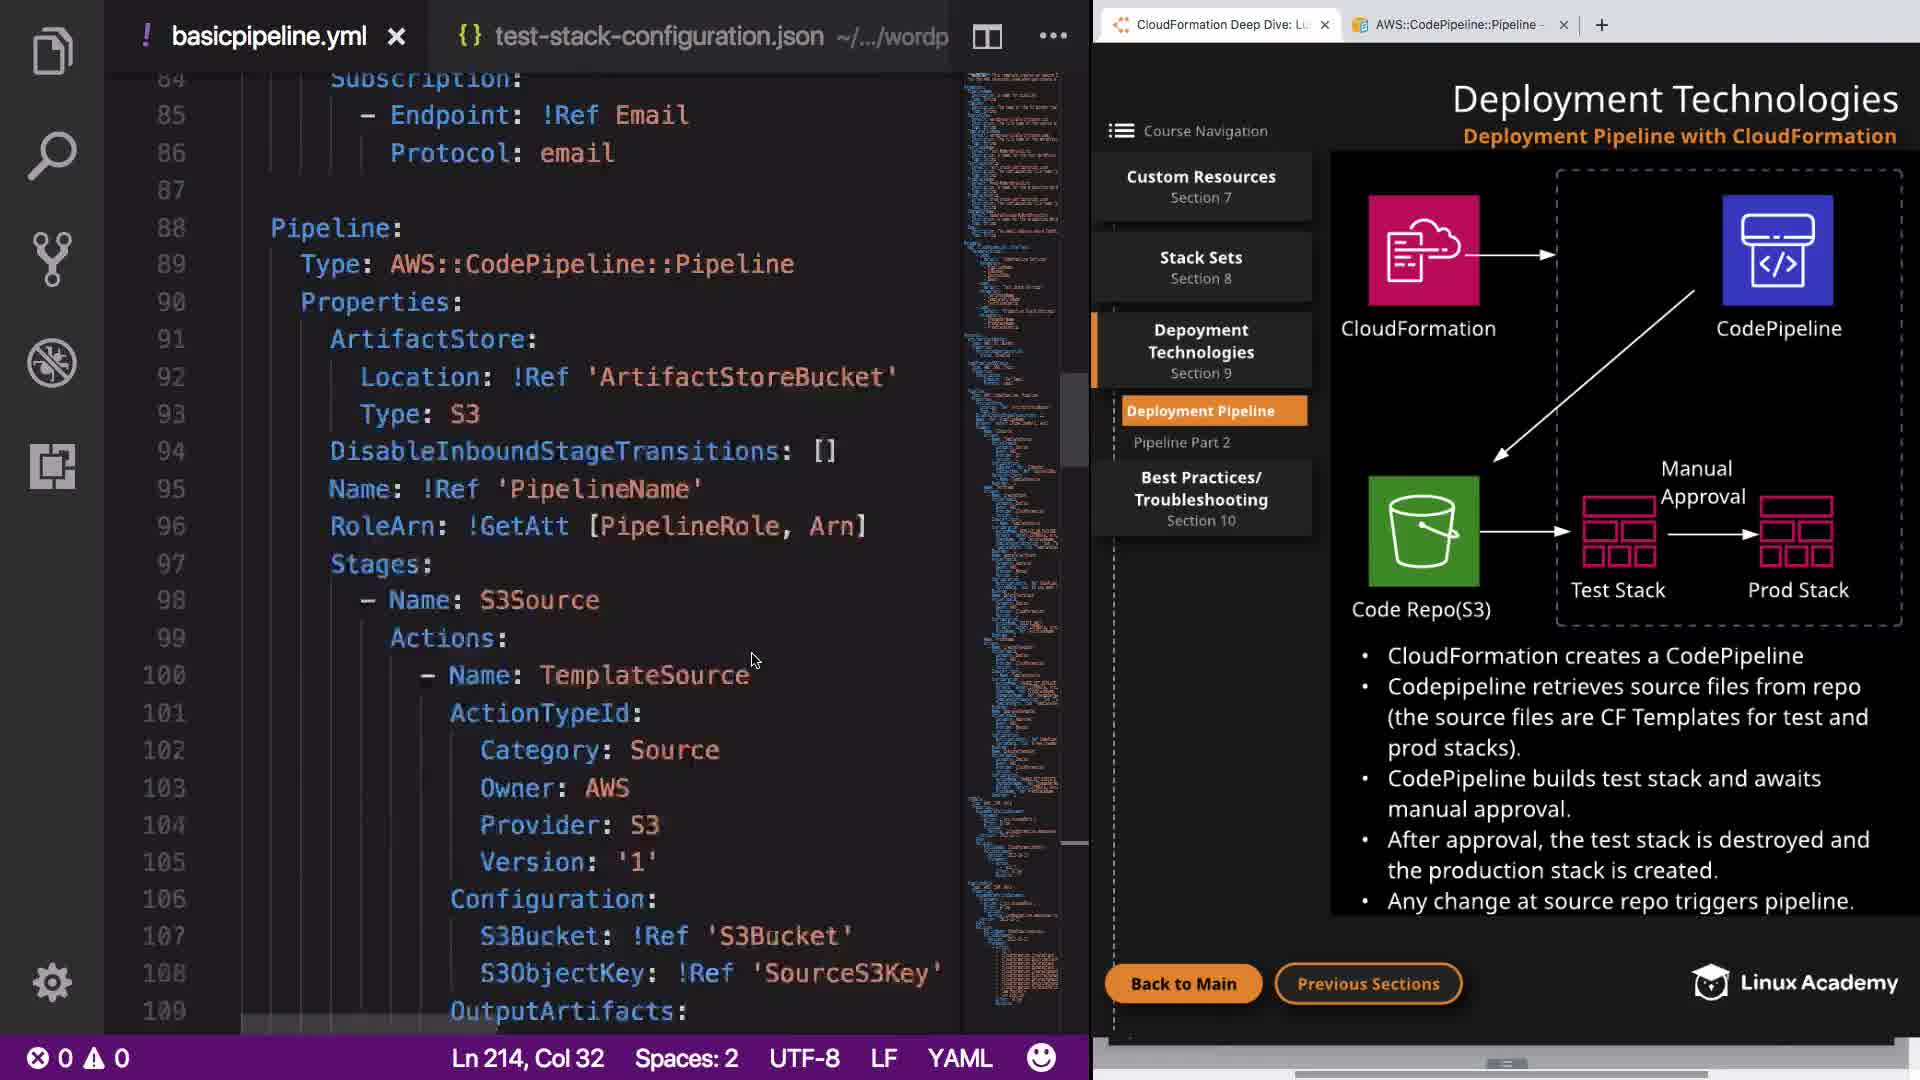 basicpipeline.yml
test-stack-configuration.json ~/.../wordp
84 Subscription:
85 - Endpoint: !Ref Email
86 Protocol: email
87
88 Pipeline:
89 Type: AWS::CodePipeline::Pipeline
90 Properties:
91 ArtifactStore:
92 Location: !Ref 'ArtifactStoreBucket'
93 Type: S3
94 DisableInboundStageTransitions: []
95 Name: !Ref 'PipelineName'
96 RoleArn: !GetAtt [PipelineRole, Arn]
97 Stages:
98 - Name: S3Source
99 Actions:
100 - Name: TemplateSource
101 ActionTypeId:
102 Category: Source
103 Owner: AWS
104 Provider: S3
105 Version: '1'
106 Configuration:
107 S3Bucket: !Ref 'S3Bucket'
108 S3ObjectKey: !Ref 'SourceS3Key'
109 OutputArtifacts:
0 0
Ln 214, Col 32
Spaces: 2
UTF-8
LF
YAML
CloudFormation Deep Dive: Lu
AWS::CodePipeline::Pipeline -
Deployment Technologies
Deployment Pipeline with CloudFormation
Course Navigation
Custom Resources
Section 7
Stack Sets
Section 8
Depoyment
Technologies
Section 9
Deployment Pipeline
Pipeline Part 2
Best Practices/
Troubleshooting
Section 10
CloudFormation
CodePipeline
Manual
Approval
Code Repo(S3)
Test Stack
Prod Stack
• CloudFormation creates a CodePipeline
• Codepipeline retrieves source files from repo
(the source files are CF Templates for test and
prod stacks).
• CodePipeline builds test stack and awaits
manual approval.
• After approval, the test stack is destroyed and
the production stack is created.
• Any change at source repo triggers pipeline.
Back to Main
Previous Sections
Linux Academy